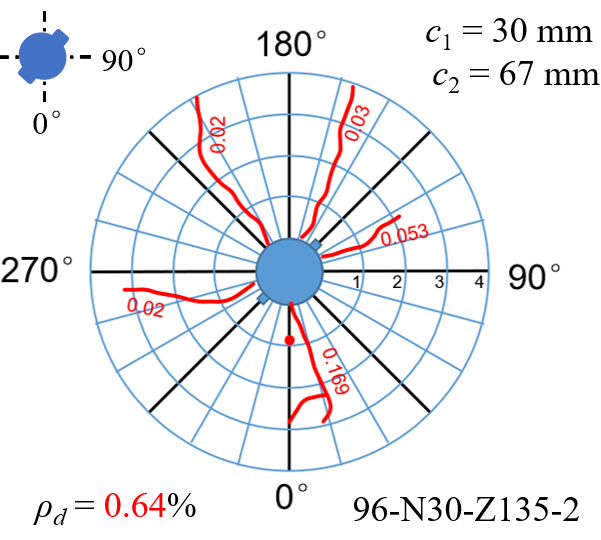 180°
c₁ = 30 mm
c₂ = 67 mm
90°
0°
0.02
0.03
0.053
270°
1 2 3 4
90°
0.02
0.169
0°
ρd = 0.64%
96-N30-Z135-2